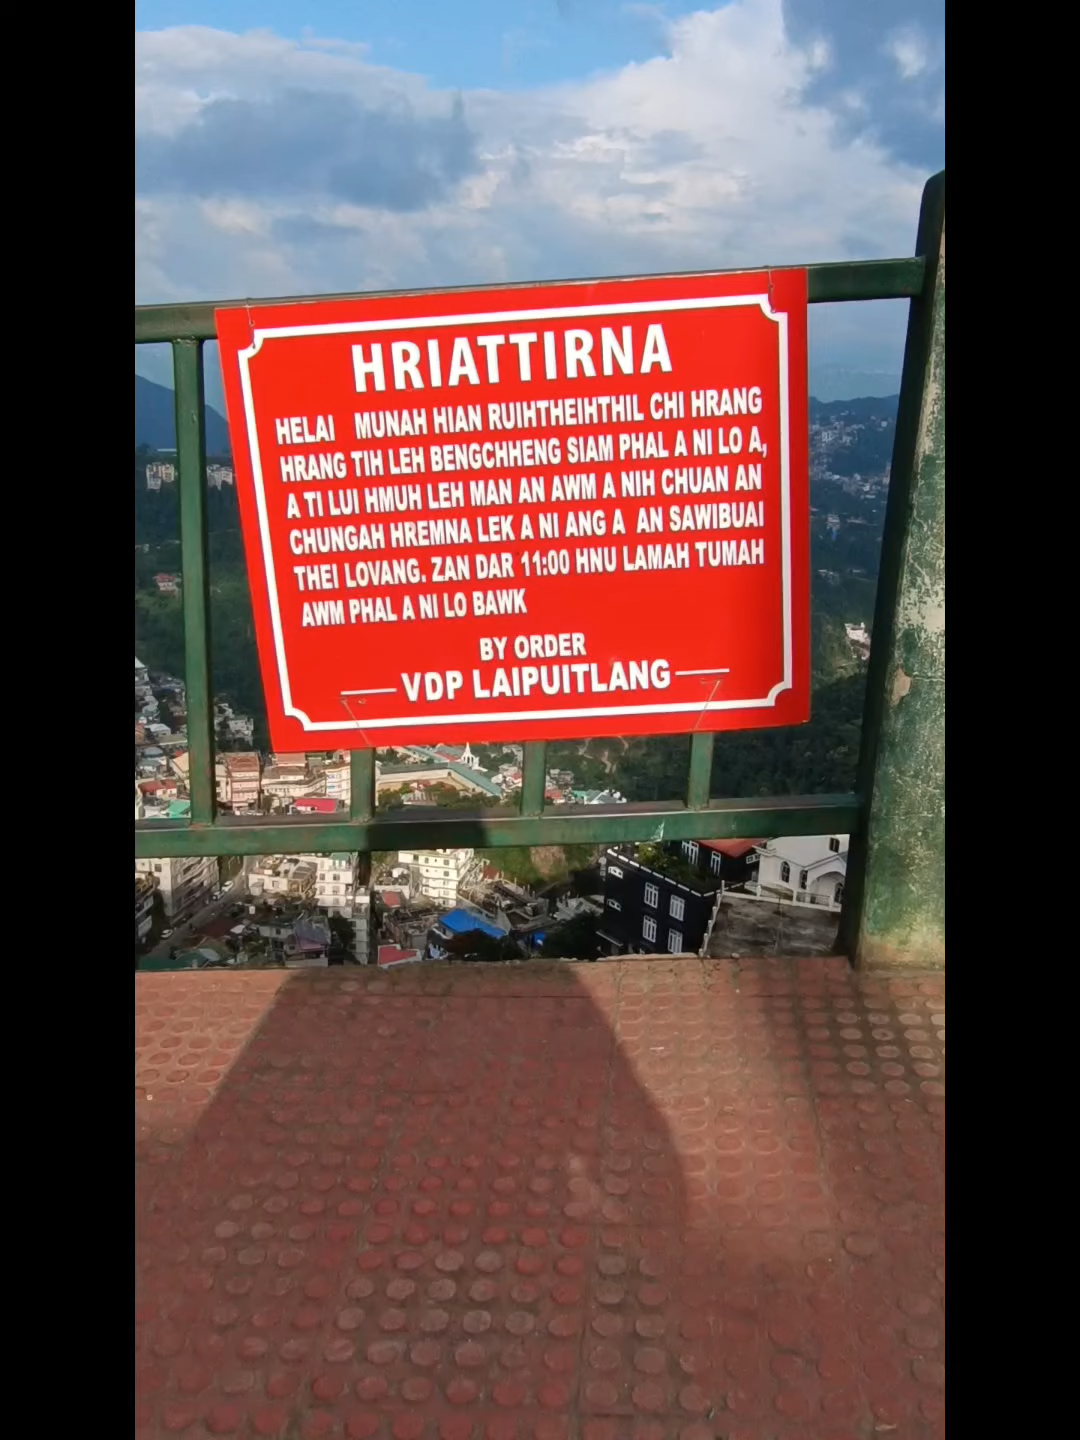 HRIATTIRNA
HELAI MUNAH HIAN RUIHTHEIHTHIL CHI HRANG
HRANG TIH LEH BENGCHHENG SIAM PHAL A NI LO A,
A TI LUI HMUH LEH MAN AN AWM A NIH CHUAN AN
CHUNGAH HREMNA LEK A NI ANG A AN SAWIBUAI
THEI LOVANG. ZAN DAR 11:00 HNU LAMAH TUMAH
AWM PHAL A NI LO BAWK
BY ORDER
VDP LAIPUITLANG